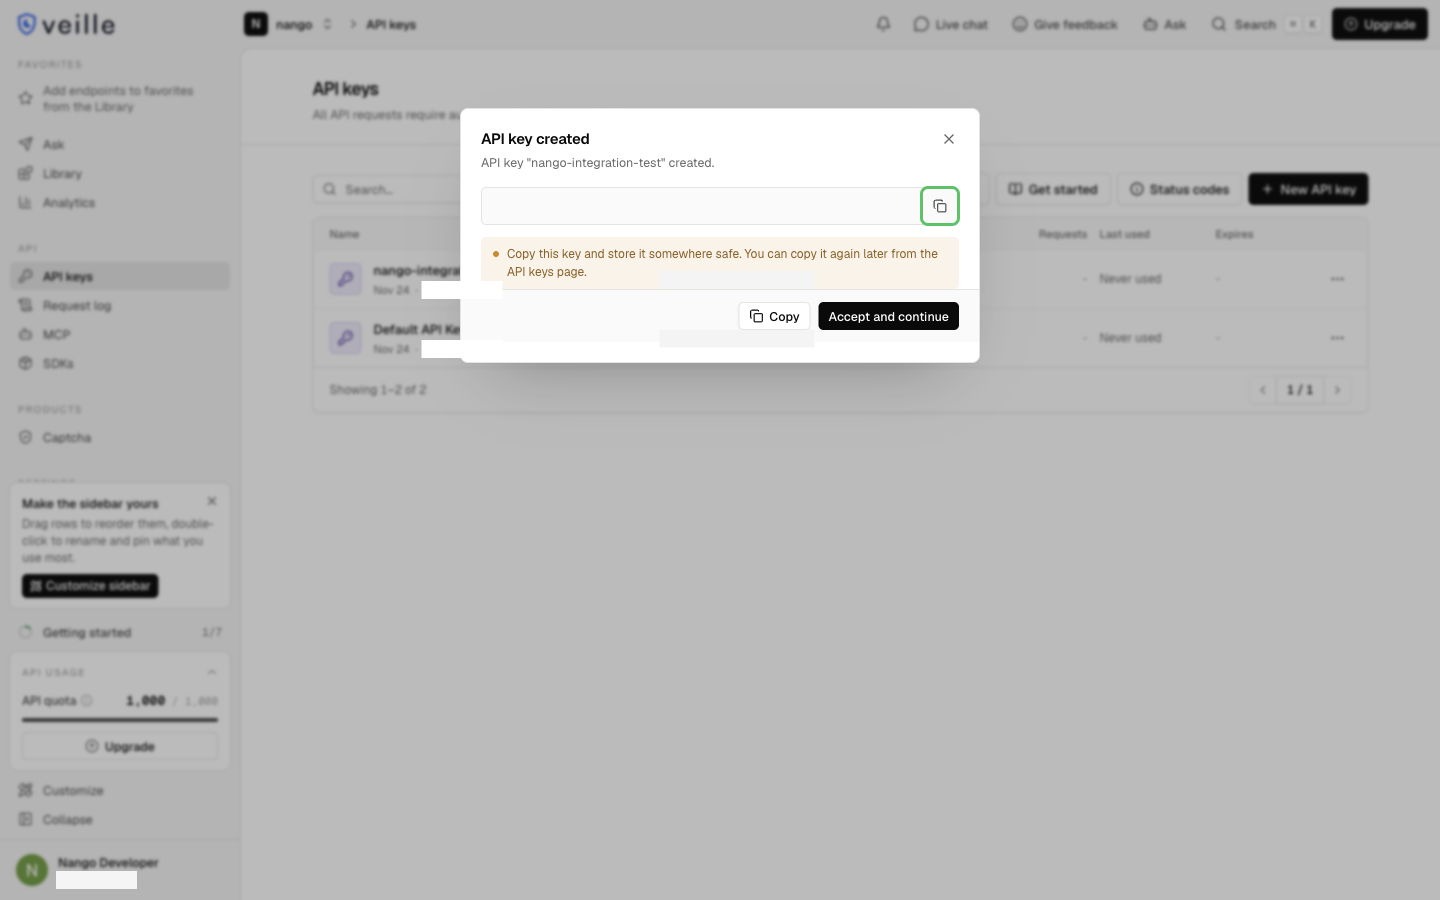 veille
N nango
API keys
Live chat
Give feedback
Ask
Search
K
Upgrade
FAVORITES
Add endpoints to favorites
from the Library
Ask
Library
Analytics
API
API keys
Request log
MCP
SDKs
PRODUCTS
Captcha
Make the sidebar yours
Drag rows to reorder them, double-
click to rename and pin what you
use most.
Customize sidebar
Getting started 1/7
API USAGE
API quota 1,000 / 1,000
Upgrade
Customize
Collapse
N
Nango Developer
API keys
All API requests require
Search...
Get started
Status codes
New API key
Name Requests Last used Expires
nango-integrat
Nov 24 ·
- Never used -
Default API Ke
Nov 24 ·
- Never used -
Showing 1–2 of 2
1 / 1
API key created
API key "nango-integration-test" created.
Copy this key and store it somewhere safe. You can copy it again later from the
API keys page.
Copy
Accept and continue